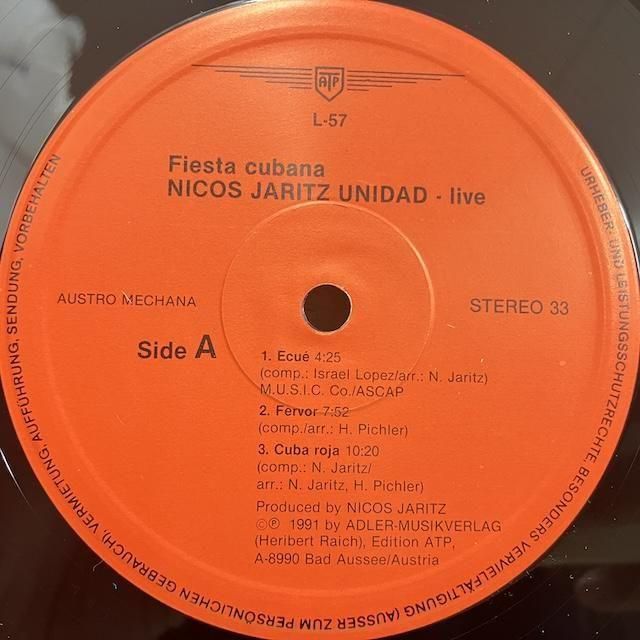 ATP
L-57
Fiesta cubana
NICOS JARITZ UNIDAD - live
AUSTRO MECHANA
STEREO 33
Side A
1. Ecué 4:25
(comp.: Israel Lopez/arr.: N. Jaritz)
M.U.S.I.C. Co./ASCAP
2. Fervor 7:52
(comp./arr.: H. Pichler)
3. Cuba roja 10:20
(comp.: N. Jaritz/
arr.: N. Jaritz, H. Pichler)
Produced by NICOS JARITZ
©℗ 1991 by ADLER-MUSIKVERLAG
(Heribert Raich), Edition ATP,
A-8990 Bad Aussee/Austria
URHEBER- UND LEISTUNGSSCHUTZRECHTE, BESONDERS VERVIELFÄLTIGUNG (AUSSER ZUM PERSÖNLICHEN GEBRAUCH), VERMIETUNG, AUFFÜHRUNG, SENDUNG, VORBEHALTEN